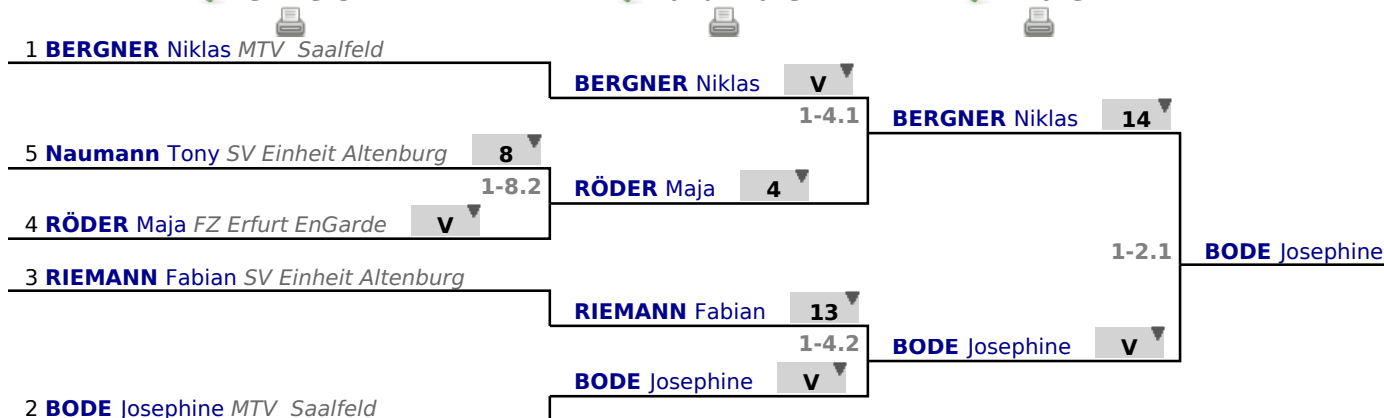 1 BERGNER Niklas MTV Saalfeld
BERGNER Niklas V
1-4.1
BERGNER Niklas 14
5 Naumann Tony SV Einheit Altenburg 8
1-8.2
RÖDER Maja 4
4 RÖDER Maja FZ Erfurt EnGarde V
1-2.1
BODE Josephine
3 RIEMANN Fabian SV Einheit Altenburg
RIEMANN Fabian 13
1-4.2
BODE Josephine V
BODE Josephine V
2 BODE Josephine MTV Saalfeld